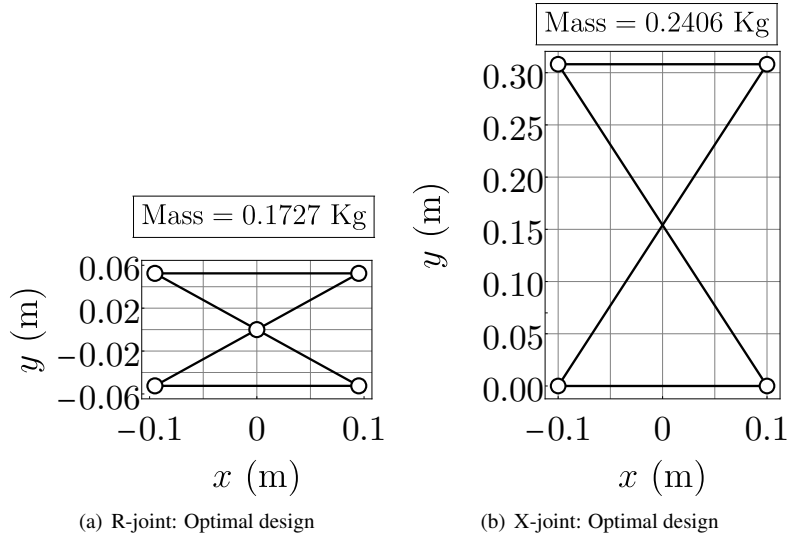 Mass = 0.1727 Kg
0.06
0.02
−0.02
−0.06
y (m)
−0.1 0 0.1
x (m)
(a) R-joint: Optimal design
Mass = 0.2406 Kg
0.30
0.25
0.20
0.15
0.10
0.05
0.00
y (m)
−0.1 0 0.1
x (m)
(b) X-joint: Optimal design